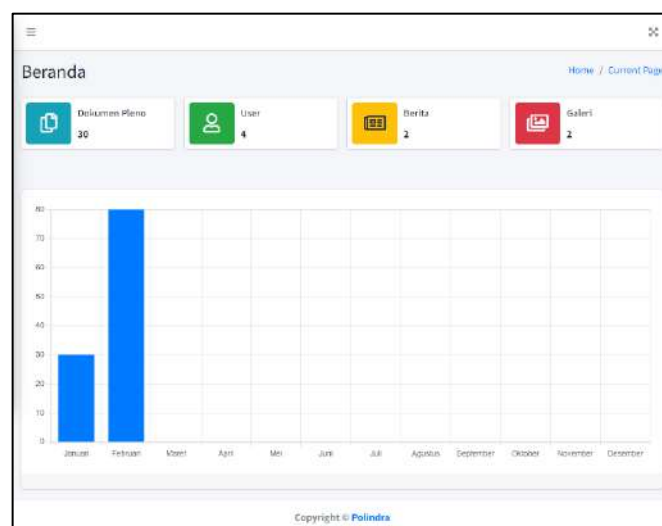 Beranda
Home / Current Page
Dokumen Pleno
30
User
4
Berita
2
Galeri
2
80
70
60
50
40
30
20
10
0
Januari Februari Maret April Mei Juni Juli Agustus September Oktober November Desember
Copyright © Polindra